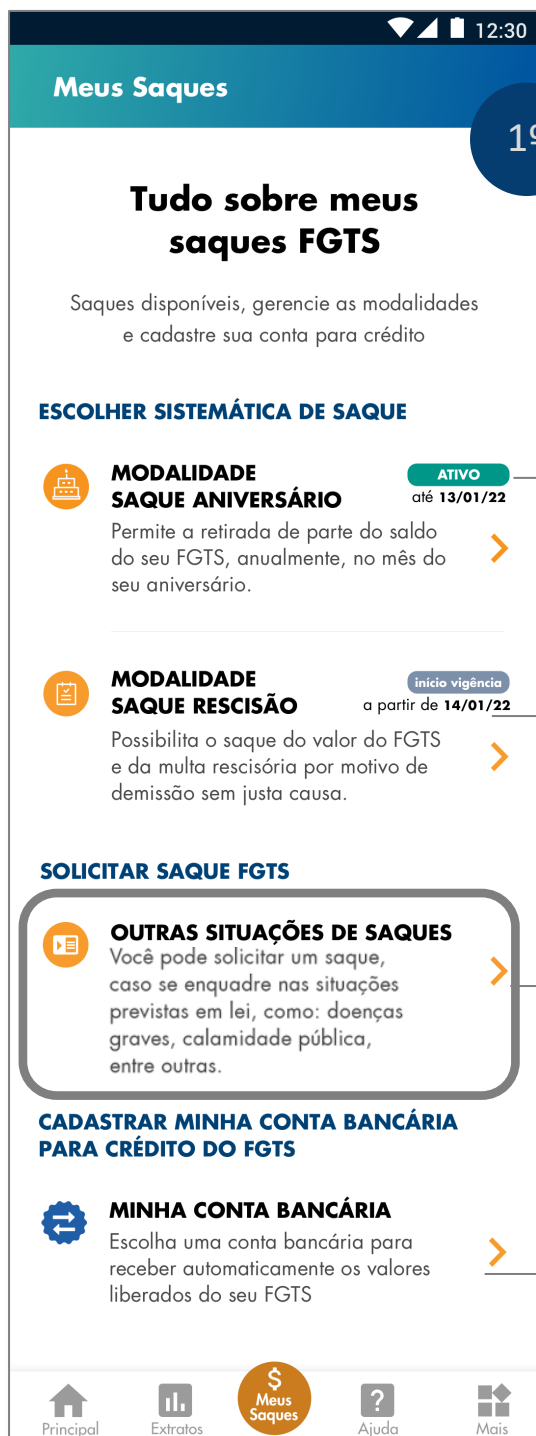 12:30
Meus Saques
1º
Tudo sobre meus
saques FGTS
Saques disponíveis, gerencie as modalidades
e cadastre sua conta para crédito
ESCOLHER SISTEMÁTICA DE SAQUE
MODALIDADE
SAQUE ANIVERSÁRIO
ATIVO
até 13/01/22
Permite a retirada de parte do saldo
do seu FGTS, anualmente, no mês do
seu aniversário.
MODALIDADE
SAQUE RESCISÃO
início vigência
a partir de 14/01/22
Possibilita o saque do valor do FGTS
e da multa rescisória por motivo de
demissão sem justa causa.
SOLICITAR SAQUE FGTS
OUTRAS SITUAÇÕES DE SAQUES
Você pode solicitar um saque,
caso se enquadre nas situações
previstas em lei, como: doenças
graves, calamidade pública,
entre outras.
CADASTRAR MINHA CONTA BANCÁRIA
PARA CRÉDITO DO FGTS
MINHA CONTA BANCÁRIA
Escolha uma conta bancária para
receber automaticamente os valores
liberados do seu FGTS
Principal
Extratos
$
Meus
Saques
?
Ajuda
Mais